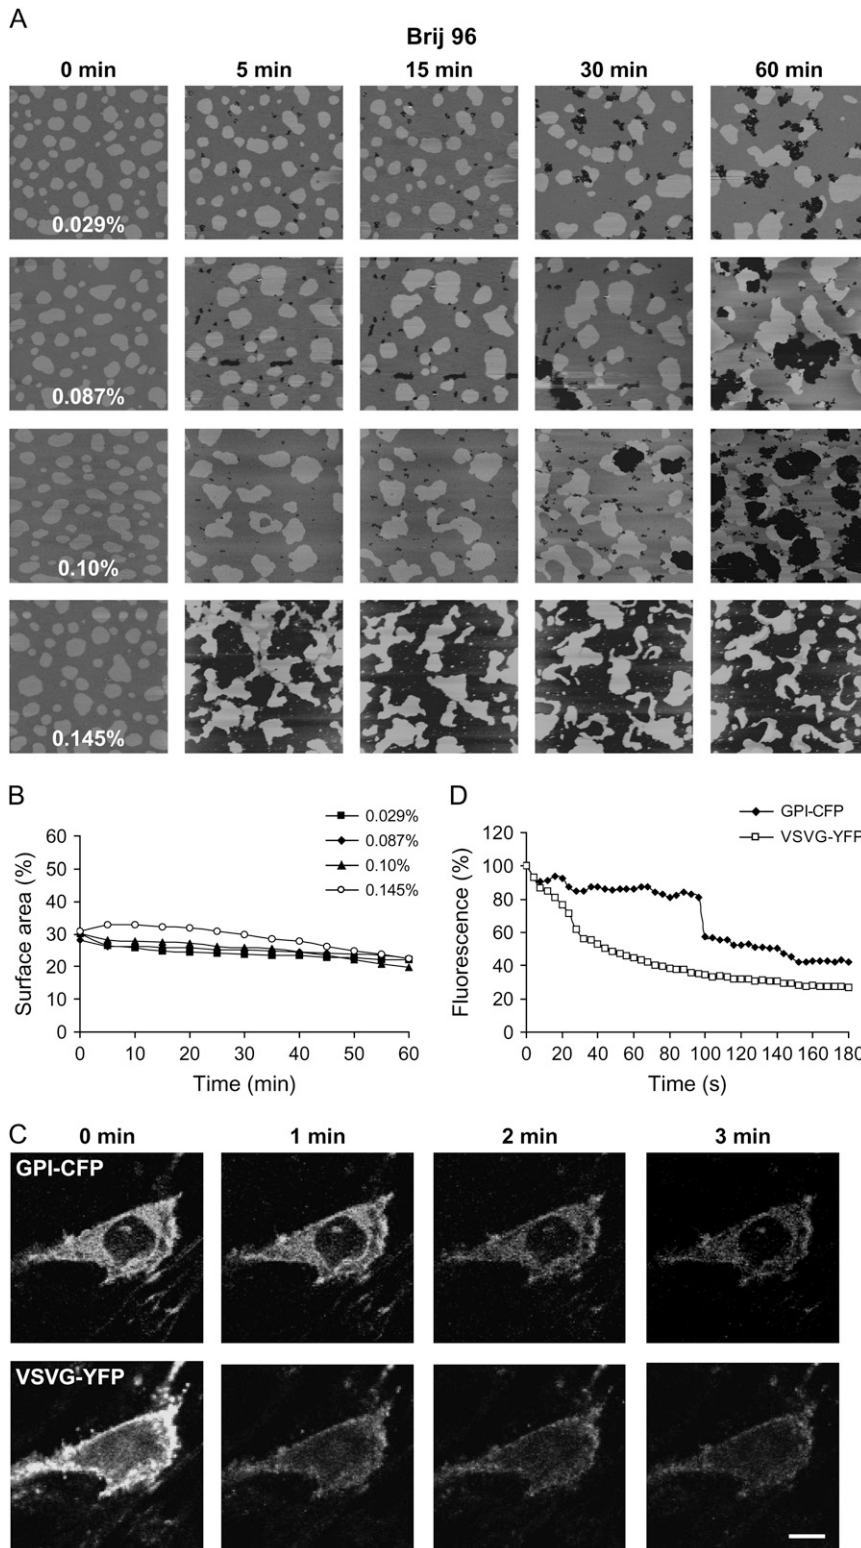 A
Brij 96
0 min 5 min 15 min 30 min 60 min
0.029%
0.087%
0.10%
0.145%
B
60
50
40
30
20
10
0
Surface area (%)
0 10 20 30 40 50 60
Time (min)
0.029%
0.087%
0.10%
0.145%
D
GPI-CFP
VSVG-YFP
120
100
80
60
40
20
0
Fluorescence (%)
0 20 40 60 80 100 120 140 160 180
Time (s)
C
0 min 1 min 2 min 3 min
GPI-CFP
VSVG-YFP